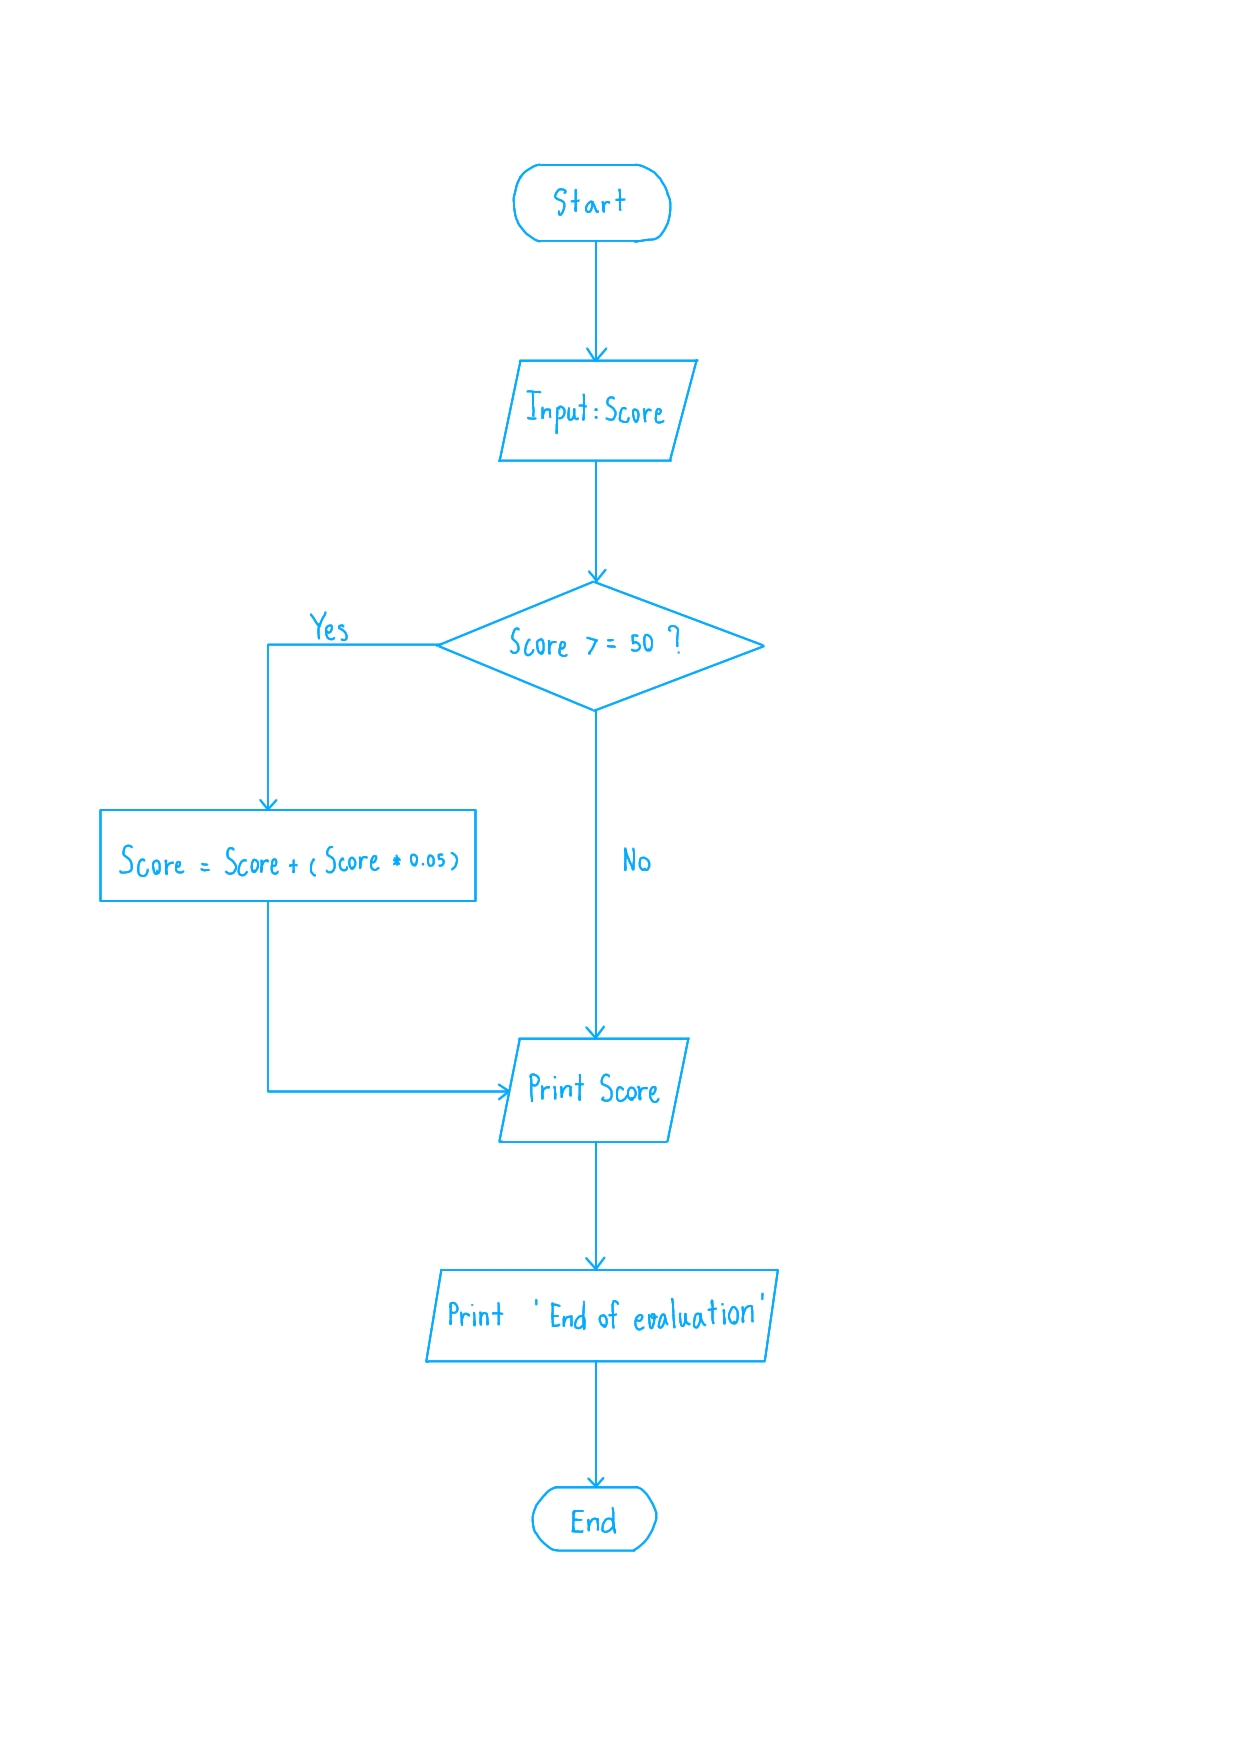 Start
Input: Score
Score >= 50 ?
Yes
Score = Score + ( Score * 0.05)
No
Print Score
Print 'End of evaluation'
End